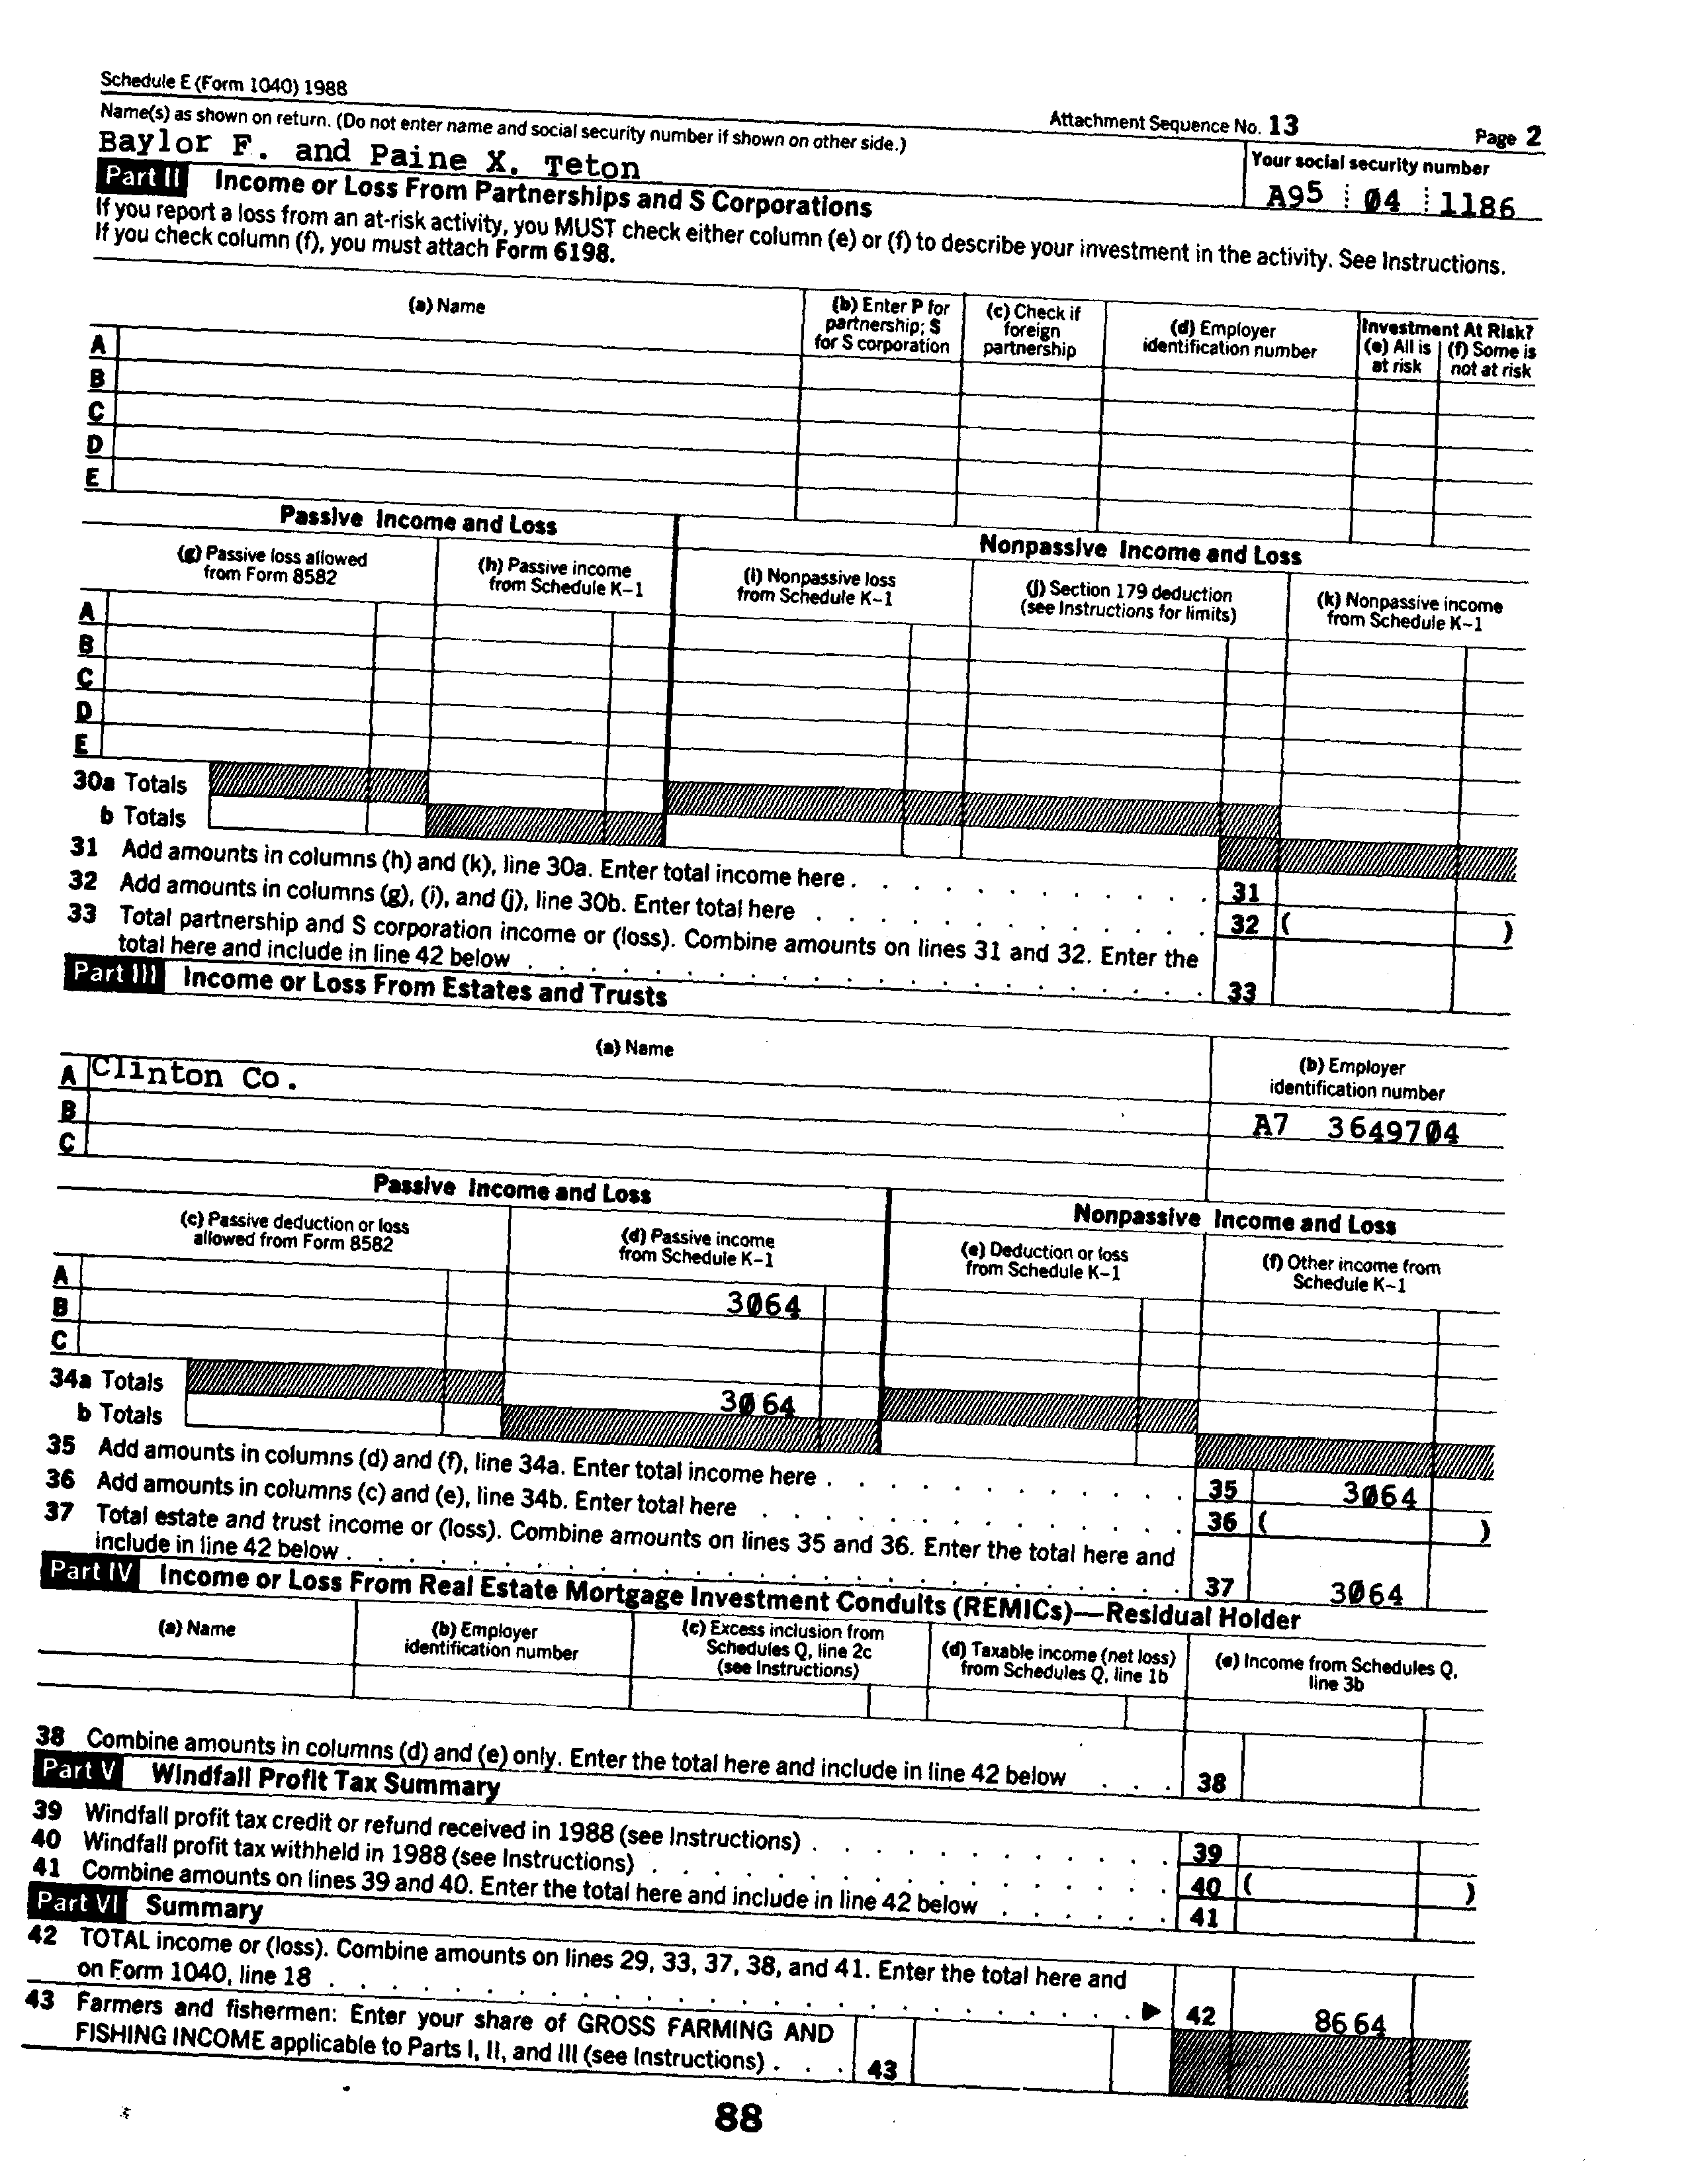 Schedule E (Form 1040) 1988
Attachment Sequence No. 13
Page 2
Name(s) as shown on return. (Do not enter name and social security number if shown on other side.)
Your social security number
Baylor F. and Paine X. Teton
A95 04 1186
Part II Income or Loss From Partnerships and S Corporations
If you report a loss from an at-risk activity, you MUST check either column (e) or (f) to describe your investment in the activity. See Instructions.
If you check column (f), you must attach Form 6198.
(a) Name
(b) Enter P for partnership; S for S corporation
(c) Check if foreign partnership
(d) Employer identification number
Investment At Risk?
(e) All is at risk
(f) Some is not at risk
A
B
C
D
E
Passive Income and Loss
Nonpassive Income and Loss
(g) Passive loss allowed from Form 8582
(h) Passive income from Schedule K–1
(i) Nonpassive loss from Schedule K–1
(j) Section 179 deduction (see Instructions for limits)
(k) Nonpassive income from Schedule K–1
A
B
C
D
E
30a Totals
b Totals
31 Add amounts in columns (h) and (k), line 30a. Enter total income here . . . 31
32 Add amounts in columns (g), (i), and (j), line 30b. Enter total here . . . 32 ( )
33 Total partnership and S corporation income or (loss). Combine amounts on lines 31 and 32. Enter the
total here and include in line 42 below . . . 33
Part III Income or Loss From Estates and Trusts
(a) Name
(b) Employer identification number
A Clinton Co. A7 3649704
B
C
Passive Income and Loss
Nonpassive Income and Loss
(c) Passive deduction or loss allowed from Form 8582
(d) Passive income from Schedule K–1
(e) Deduction or loss from Schedule K–1
(f) Other income from Schedule K–1
A 3064
B
C
34a Totals 3064
b Totals
35 Add amounts in columns (d) and (f), line 34a. Enter total income here . . . 35 3064
36 Add amounts in columns (c) and (e), line 34b. Enter total here . . . 36 ( )
37 Total estate and trust income or (loss). Combine amounts on lines 35 and 36. Enter the total here and
include in line 42 below . . . 37 3064
Part IV Income or Loss From Real Estate Mortgage Investment Conduits (REMICs)—Residual Holder
(a) Name
(b) Employer identification number
(c) Excess inclusion from Schedules Q, line 2c (see Instructions)
(d) Taxable income (net loss) from Schedules Q, line 1b
(e) Income from Schedules Q, line 3b
38 Combine amounts in columns (d) and (e) only. Enter the total here and include in line 42 below . . . 38
Part V Windfall Profit Tax Summary
39 Windfall profit tax credit or refund received in 1988 (see Instructions) . . . 39
40 Windfall profit tax withheld in 1988 (see Instructions) . . . 40 ( )
41 Combine amounts on lines 39 and 40. Enter the total here and include in line 42 below . . . 41
Part VI Summary
42 TOTAL income or (loss). Combine amounts on lines 29, 33, 37, 38, and 41. Enter the total here and
on Form 1040, line 18 . . . ▶ 42 8664
43 Farmers and fishermen: Enter your share of GROSS FARMING AND
FISHING INCOME applicable to Parts I, II, and III (see Instructions) . . . 43
88